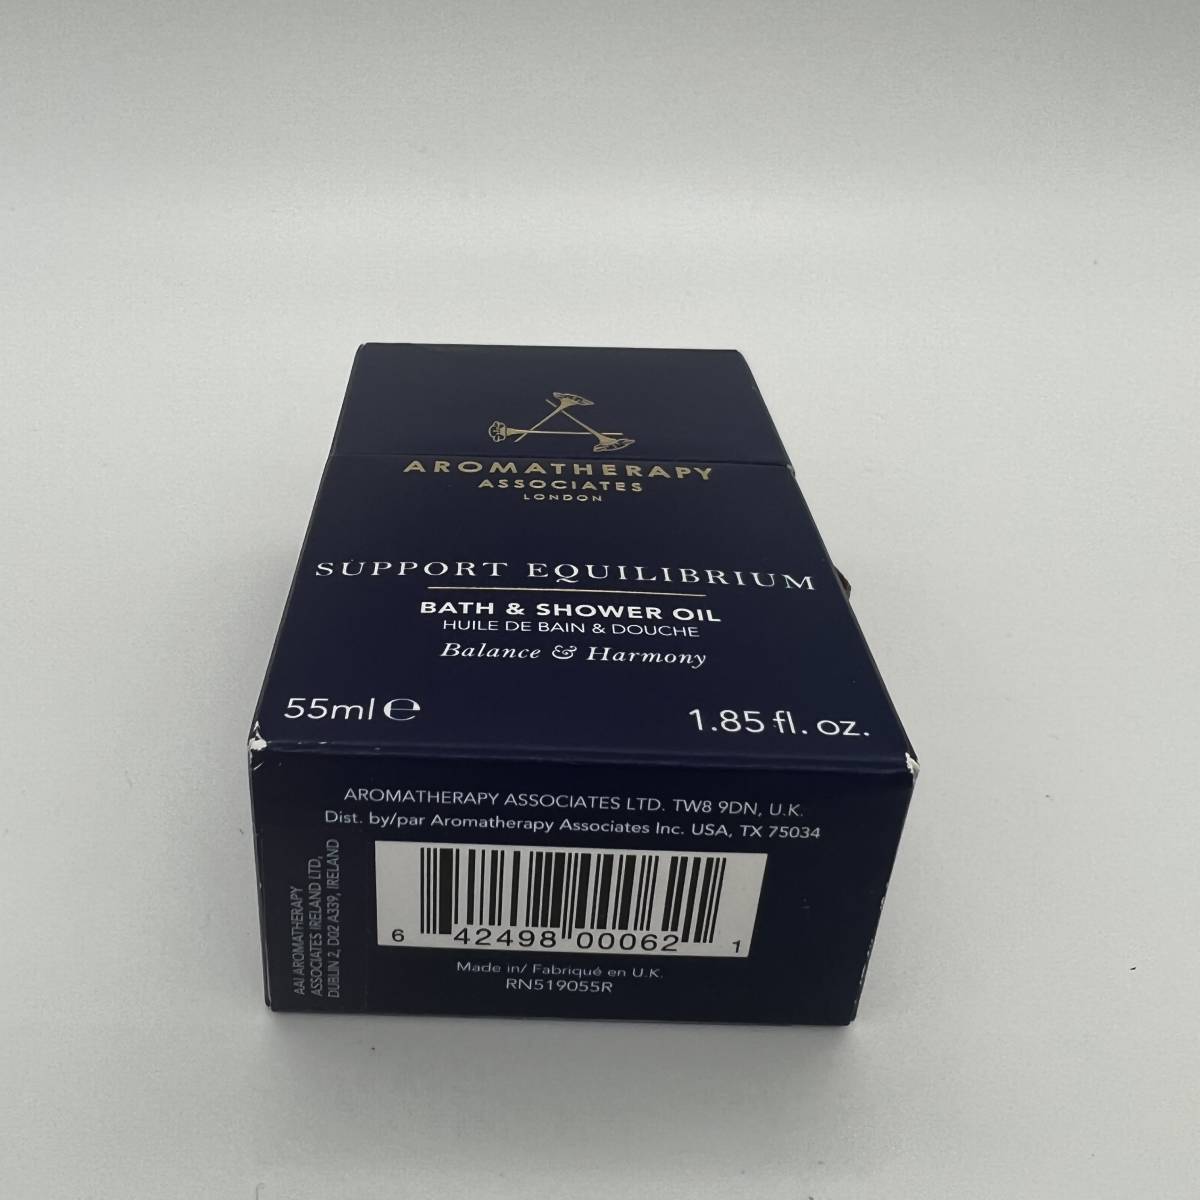 AROMATHERAPY
ASSOCIATES
LONDON
SUPPORT EQUILIBRIUM
BATH & SHOWER OIL
HUILE DE BAIN & DOUCHE
Balance & Harmony
55ml ℮
1.85 fl. oz.
AROMATHERAPY ASSOCIATES LTD. TW8 9DN, U.K.
Dist. by/par Aromatherapy Associates Inc. USA, TX 75034
AAI AROMATHERAPY
ASSOCIATES IRELAND LTD,
DUBLIN 2, D02 A339, IRELAND
6 42498 00062 1
Made in/ Fabriqué en U.K.
RN519055R